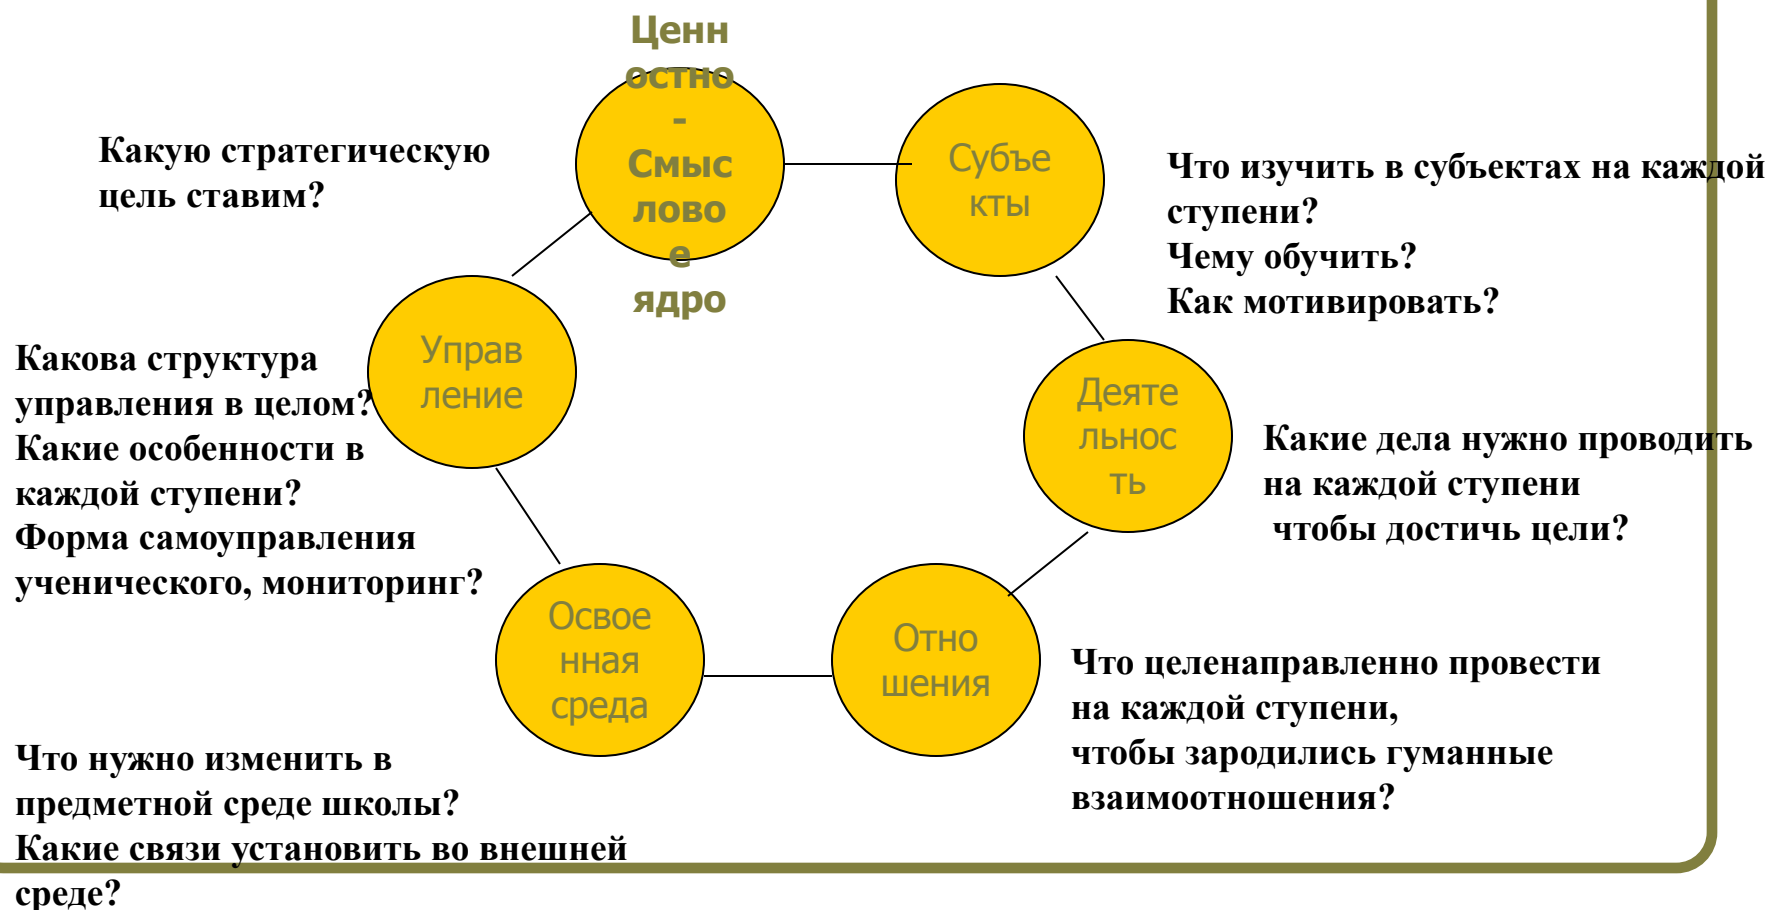 Ценн
остно
-
Смыс
лово
е
ядро
Какую стратегическую
цель ставим?
Субъе
кты
Что изучить в субъектах на каждой
ступени?
Чему обучить?
Как мотивировать?
Управ
ление
Какова структура
управления в целом?
Какие особенности в
каждой ступени?
Форма самоуправления
ученического, мониторинг?
Деяте
льнос
ть
Какие дела нужно проводить
на каждой ступени
чтобы достичь цели?
Освое
нная
среда
Отно
шения
Что целенаправленно провести
на каждой ступени,
чтобы зародились гуманные
взаимоотношения?
Что нужно изменить в
предметной среде школы?
Какие связи установить во внешней
среде?